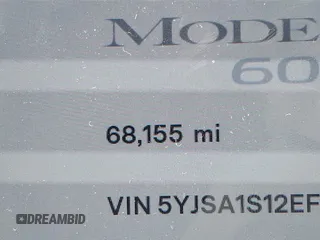 MODE
60
68,155 mi
VIN 5YJSA1S12EF
DREAMBID